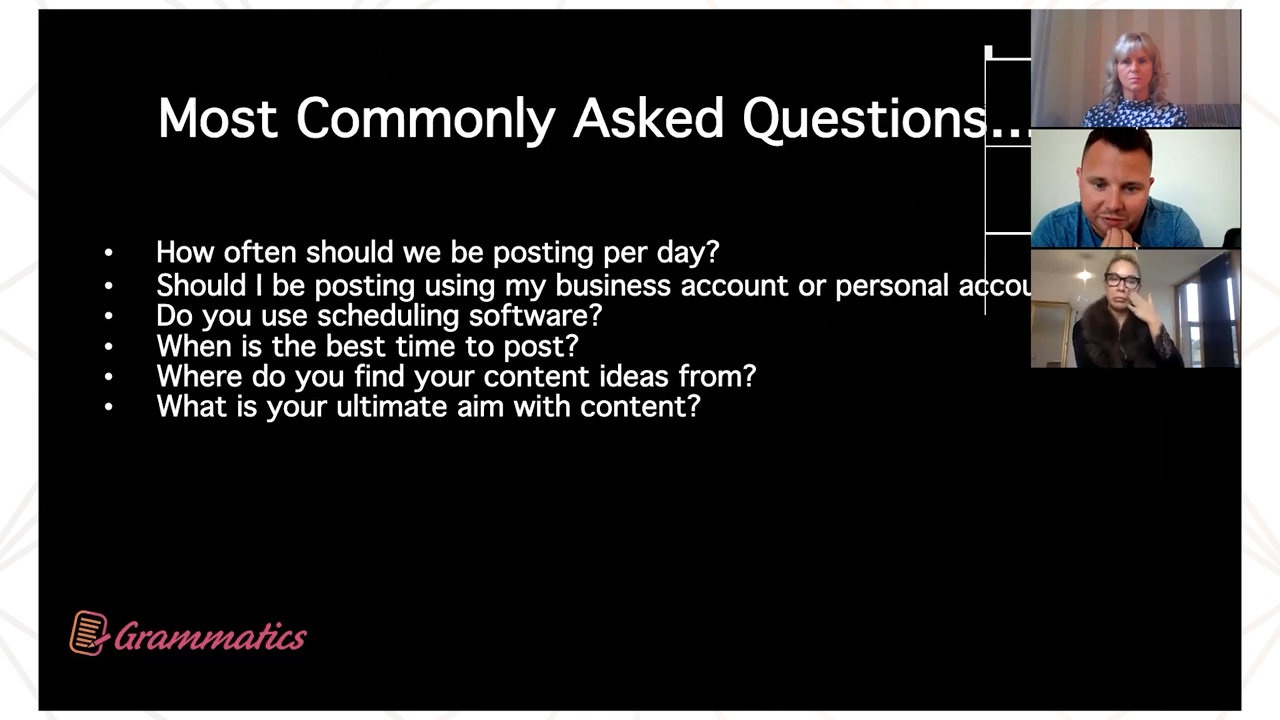 Most Commonly Asked Questions...
• How often should we be posting per day?
• Should I be posting using my business account or personal
• Do you use scheduling software?
• When is the best time to post?
• Where do you find your content ideas from?
• What is your ultimate aim with content?
Grammatics